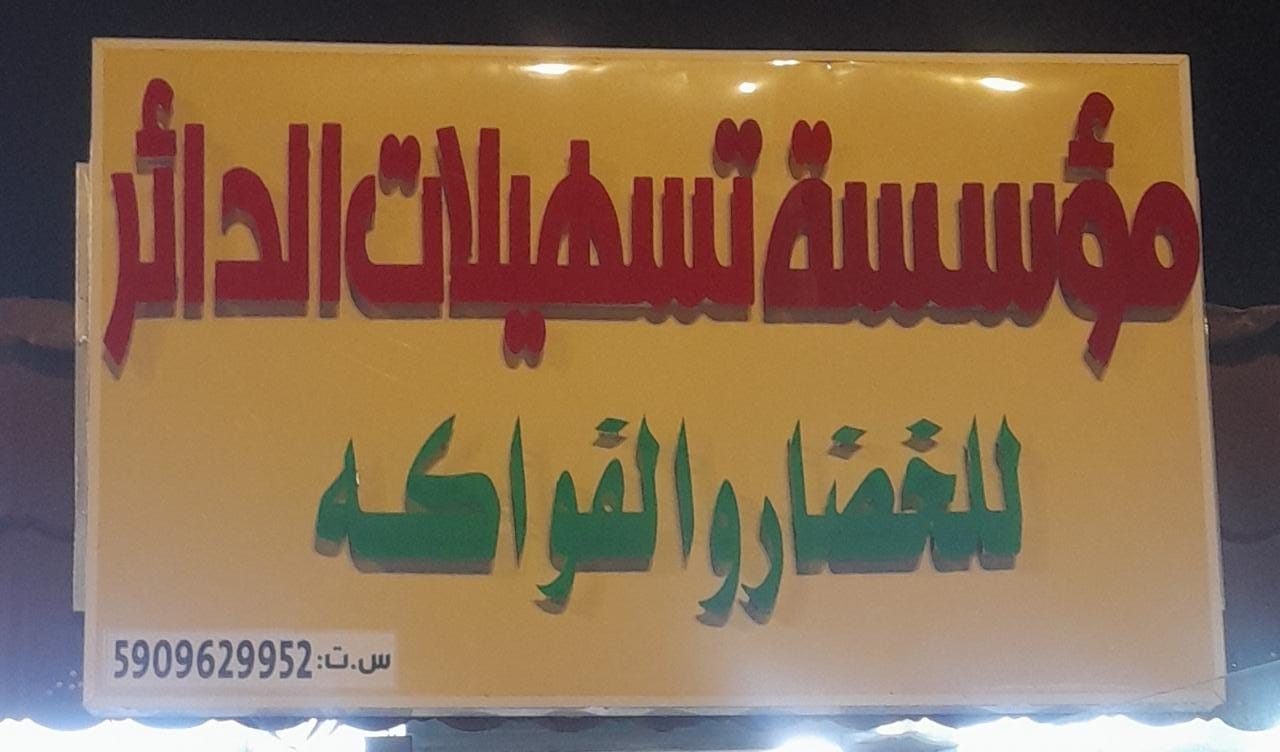 مؤسسة تسهيلات الدائر
للخضار والفواكه
س.ت: 5909629952